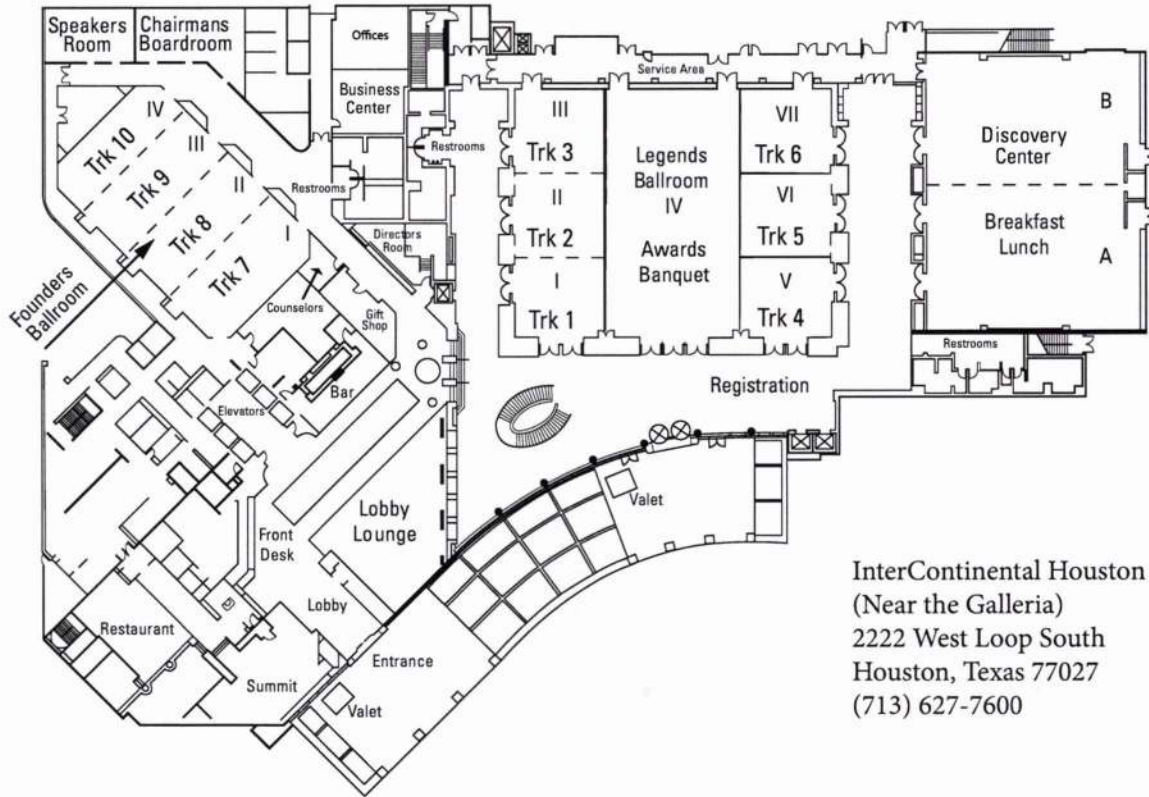 Speakers
Room
Chairmans
Boardroom
Offices
Business
Center
Service Area
Restrooms
Restrooms
Directors
Room
IV
Trk 10
III
Trk 9
II
Trk 8
I
Trk 7
Founders
Ballroom
Counselors
Gift
Shop
Bar
Elevators
III
Trk 3
II
Trk 2
I
Trk 1
Legends
Ballroom
IV
Awards
Banquet
VII
Trk 6
VI
Trk 5
V
Trk 4
B
Discovery
Center
Breakfast
Lunch
A
Restrooms
Registration
Valet
Lobby
Lounge
Front
Desk
Lobby
Restaurant
Summit
Entrance
Valet
InterContinental Houston
(Near the Galleria)
2222 West Loop South
Houston, Texas 77027
(713) 627-7600